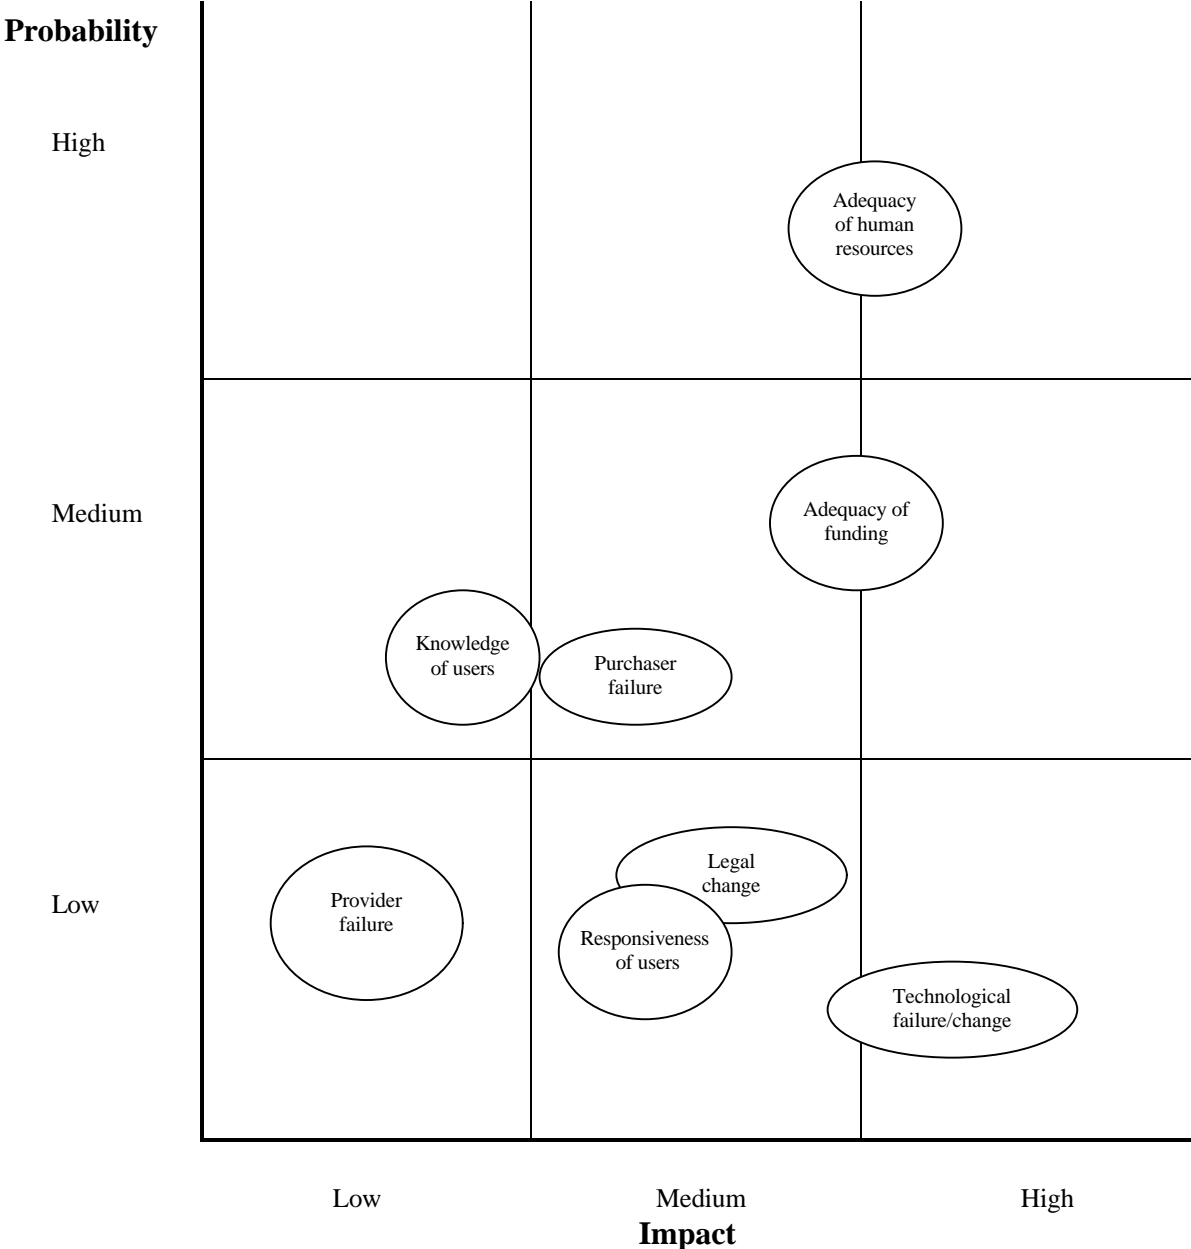 Probability
High
Adequacy
of human
resources
Medium
Adequacy of
funding
Knowledge
of users
Purchaser
failure
Low
Provider
failure
Legal
change
Responsiveness
of users
Technological
failure/change
Low
Medium
High
Impact